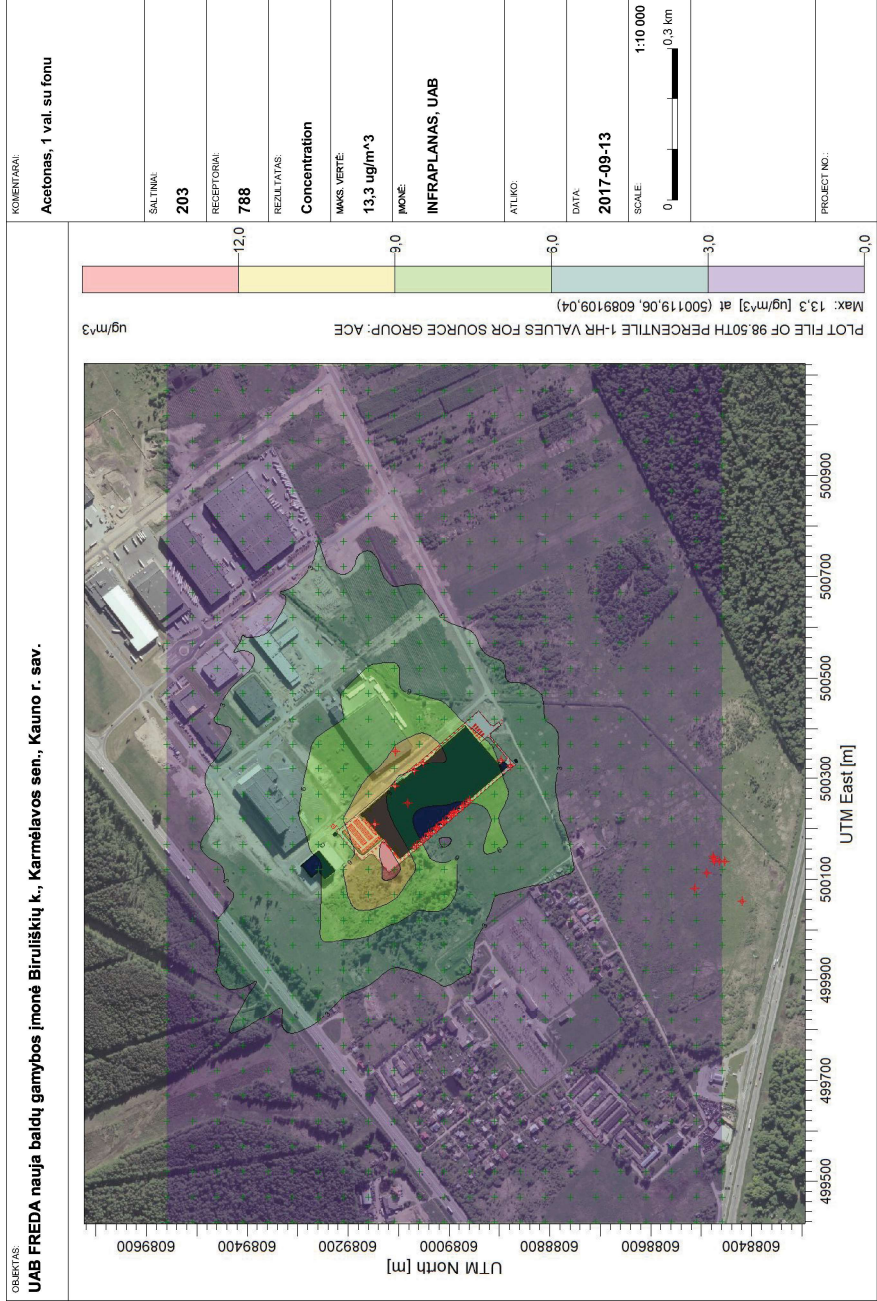 OBJEKTAS:
UAB FREDA nauja baldų gamybos įmonė Biruliškių k., Karmėlavos sen., Kauno r. sav.
UTM North [m]
6088400
6088600
6088800
6089000
6089200
6089400
6089600
499500
499700
499900
500100
500300
500500
500700
500900
UTM East [m]
PLOT FILE OF 98.50TH PERCENTILE 1-HR VALUES FOR SOURCE GROUP: ACE
ug/m^3
Max: 13,3 [ug/m^3] at (500119,06, 6089109,04)
0,0
3,0
6,0
9,0
12,0
KOMENTARAI:
Acetonas, 1 val. su fonu
ŠALTINIAI:
203
RECEPTORIAI:
788
REZULTATAS:
Concentration
MAKS. VERTĖ:
13,3 ug/m^3
ĮMONĖ:
INFRAPLANAS, UAB
ATLIKO:
DATA:
2017-09-13
SCALE:
1:10 000
0
0,3 km
PROJECT NO.: